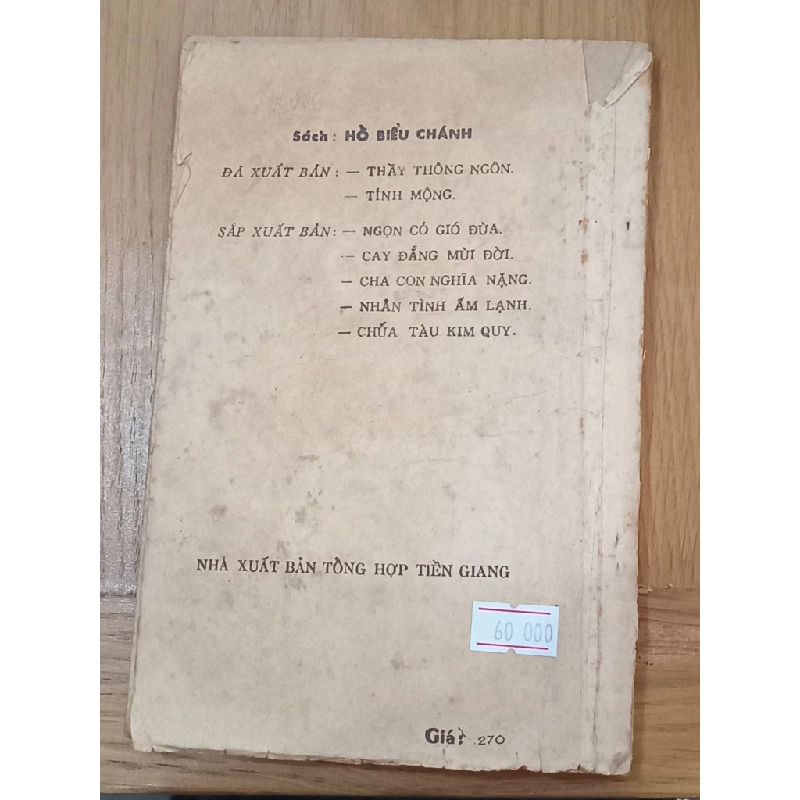 Sách : HỒ BIỂU CHÁNH
ĐÃ XUẤT BẢN : — THẦY THÔNG NGÔN.
— TỈNH MỘNG.
SẮP XUẤT BẢN : — NGỌN CỎ GIÓ ĐÙA.
— CAY ĐẮNG MÙI ĐỜI.
— CHA CON NGHĨA NẶNG.
— NHÂN TÌNH ẤM LẠNH.
— CHÚA TÀU KIM QUY.
NHÀ XUẤT BẢN TỔNG HỢP TIỀN GIANG
60 000
Giá : .270